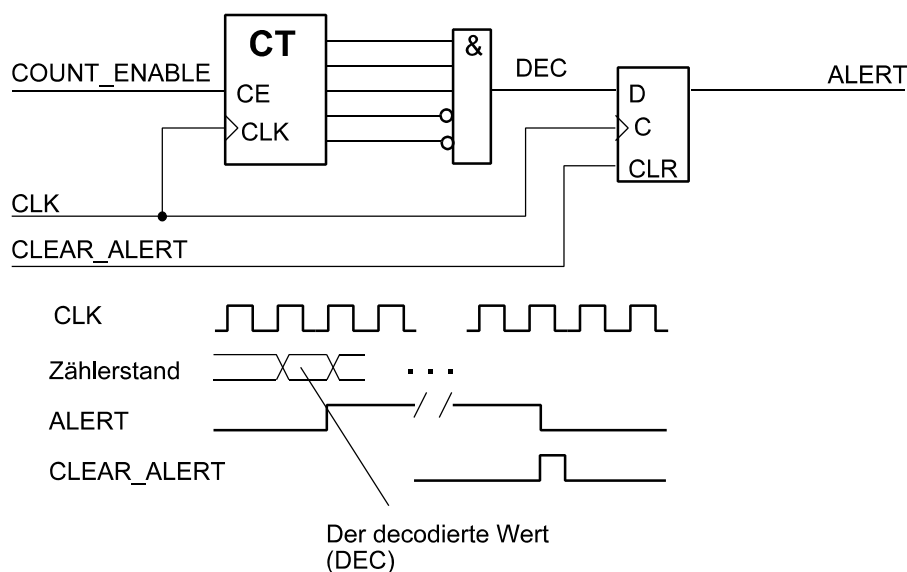 CT
&
DEC
ALERT
COUNT_ENABLE
CE
D
CLK
C
CLR
CLK
CLEAR_ALERT
CLK
Zählerstand
. . .
ALERT
CLEAR_ALERT
Der decodierte Wert
(DEC)